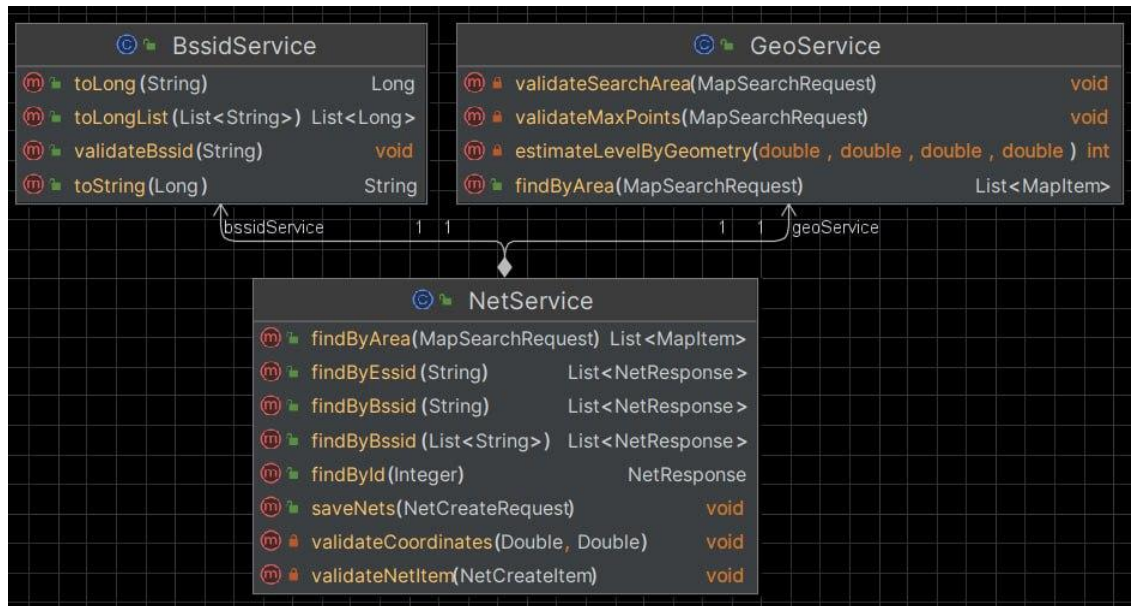 BssidService
toLong(String) Long
toLongList(List<String>) List<Long>
validateBssid(String) void
toString(Long) String
GeoService
validateSearchArea(MapSearchRequest) void
validateMaxPoints(MapSearchRequest) void
estimateLevelByGeometry(double , double , double , double ) int
findByArea(MapSearchRequest) List<MapItem>
bssidService 1 1 1 1 geoService
NetService
findByArea(MapSearchRequest) List<MapItem>
findByEssid(String) List<NetResponse>
findByBssid(String) List<NetResponse>
findByBssid(List<String>) List<NetResponse>
findById(Integer) NetResponse
saveNets(NetCreateRequest) void
validateCoordinates(Double, Double) void
validateNetItem(NetCreateItem) void